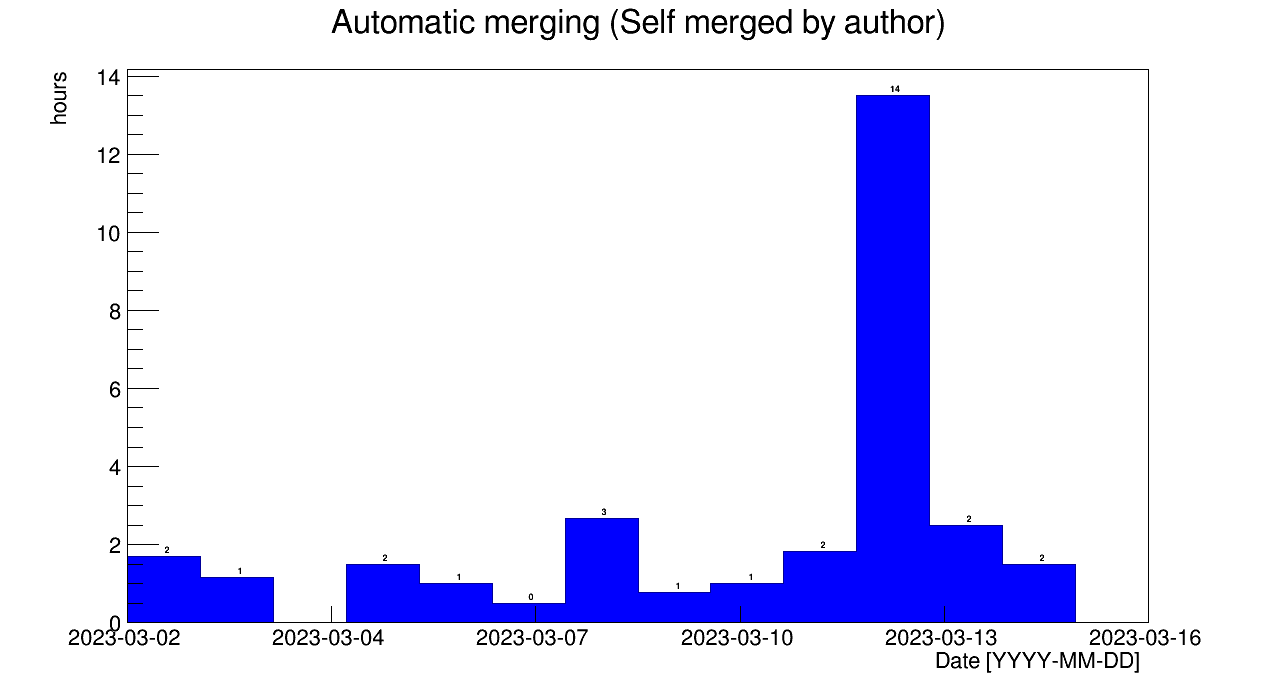 Automatic merging (Self merged by author)
hours
14
12
10
8
6
4
2
0
2 1 2 1 0 3 1 1 2 14 2 2
2023-03-02 2023-03-04 2023-03-07 2023-03-10 2023-03-13 2023-03-16
Date [YYYY-MM-DD]